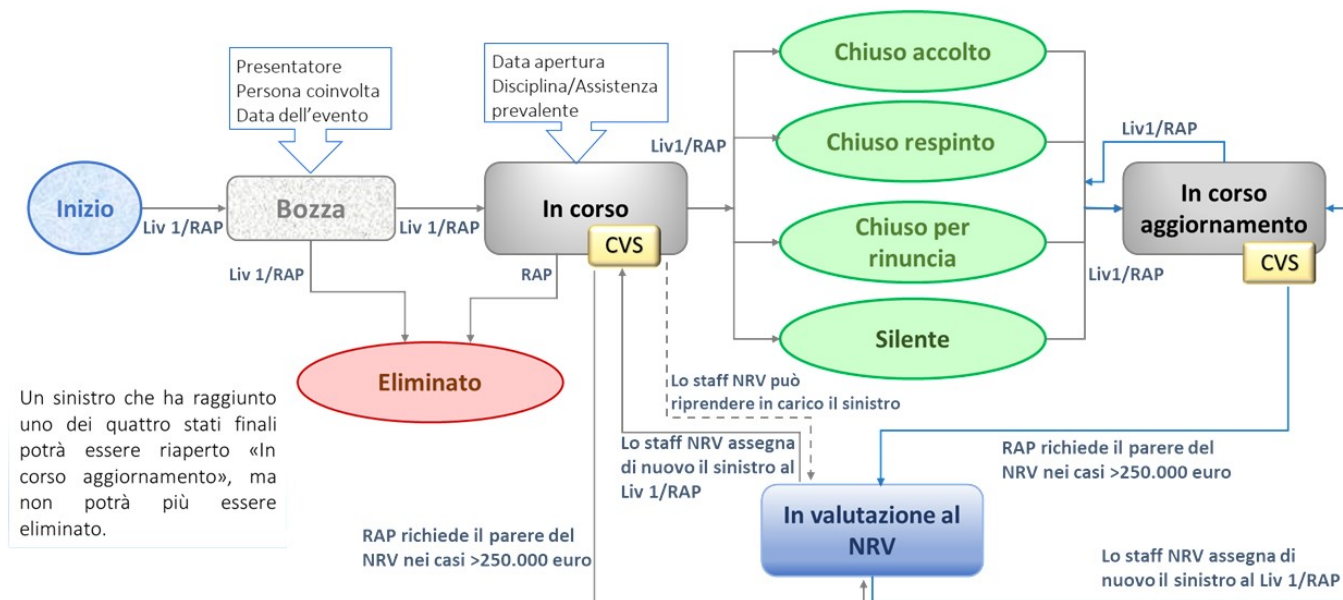 Presentatore
Persona coinvolta
Data dell'evento
Data apertura
Disciplina/Assistenza
prevalente
Inizio
Liv 1/RAP
Bozza
Liv 1/RAP
In corso
CVS
Liv1/RAP
Chiuso accolto
Chiuso respinto
Chiuso per
rinuncia
Silente
Liv1/RAP
Liv1/RAP
In corso
aggiornamento
CVS
Liv 1/RAP
RAP
Eliminato
Un sinistro che ha raggiunto
uno dei quattro stati finali
potrà essere riaperto «In
corso aggiornamento», ma
non potrà più essere
eliminato.
Lo staff NRV può
riprendere in carico il sinistro
Lo staff NRV assegna
di nuovo il sinistro al
Liv 1/RAP
RAP richiede il parere del
NRV nei casi >250.000 euro
RAP richiede il parere del
NRV nei casi >250.000 euro
In valutazione al
NRV
Lo staff NRV assegna di
nuovo il sinistro al Liv 1/RAP